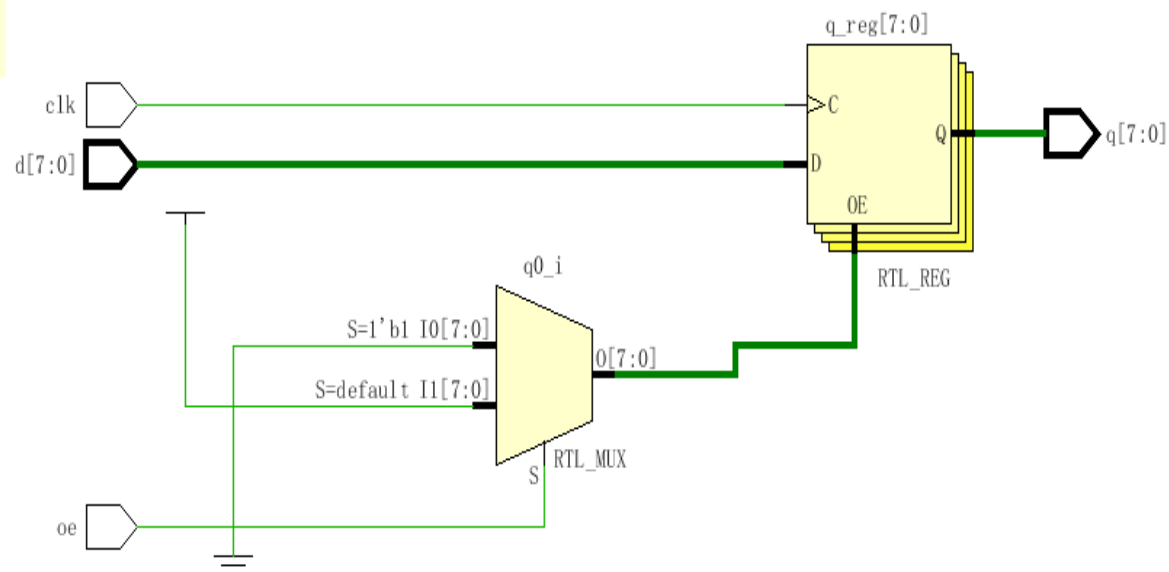 q_reg[7:0]
clk
C
d[7:0]
D
Q
q[7:0]
OE
RTL_REG
q0_i
S=1'b1 I0[7:0]
O[7:0]
S=default I1[7:0]
RTL_MUX
S
oe